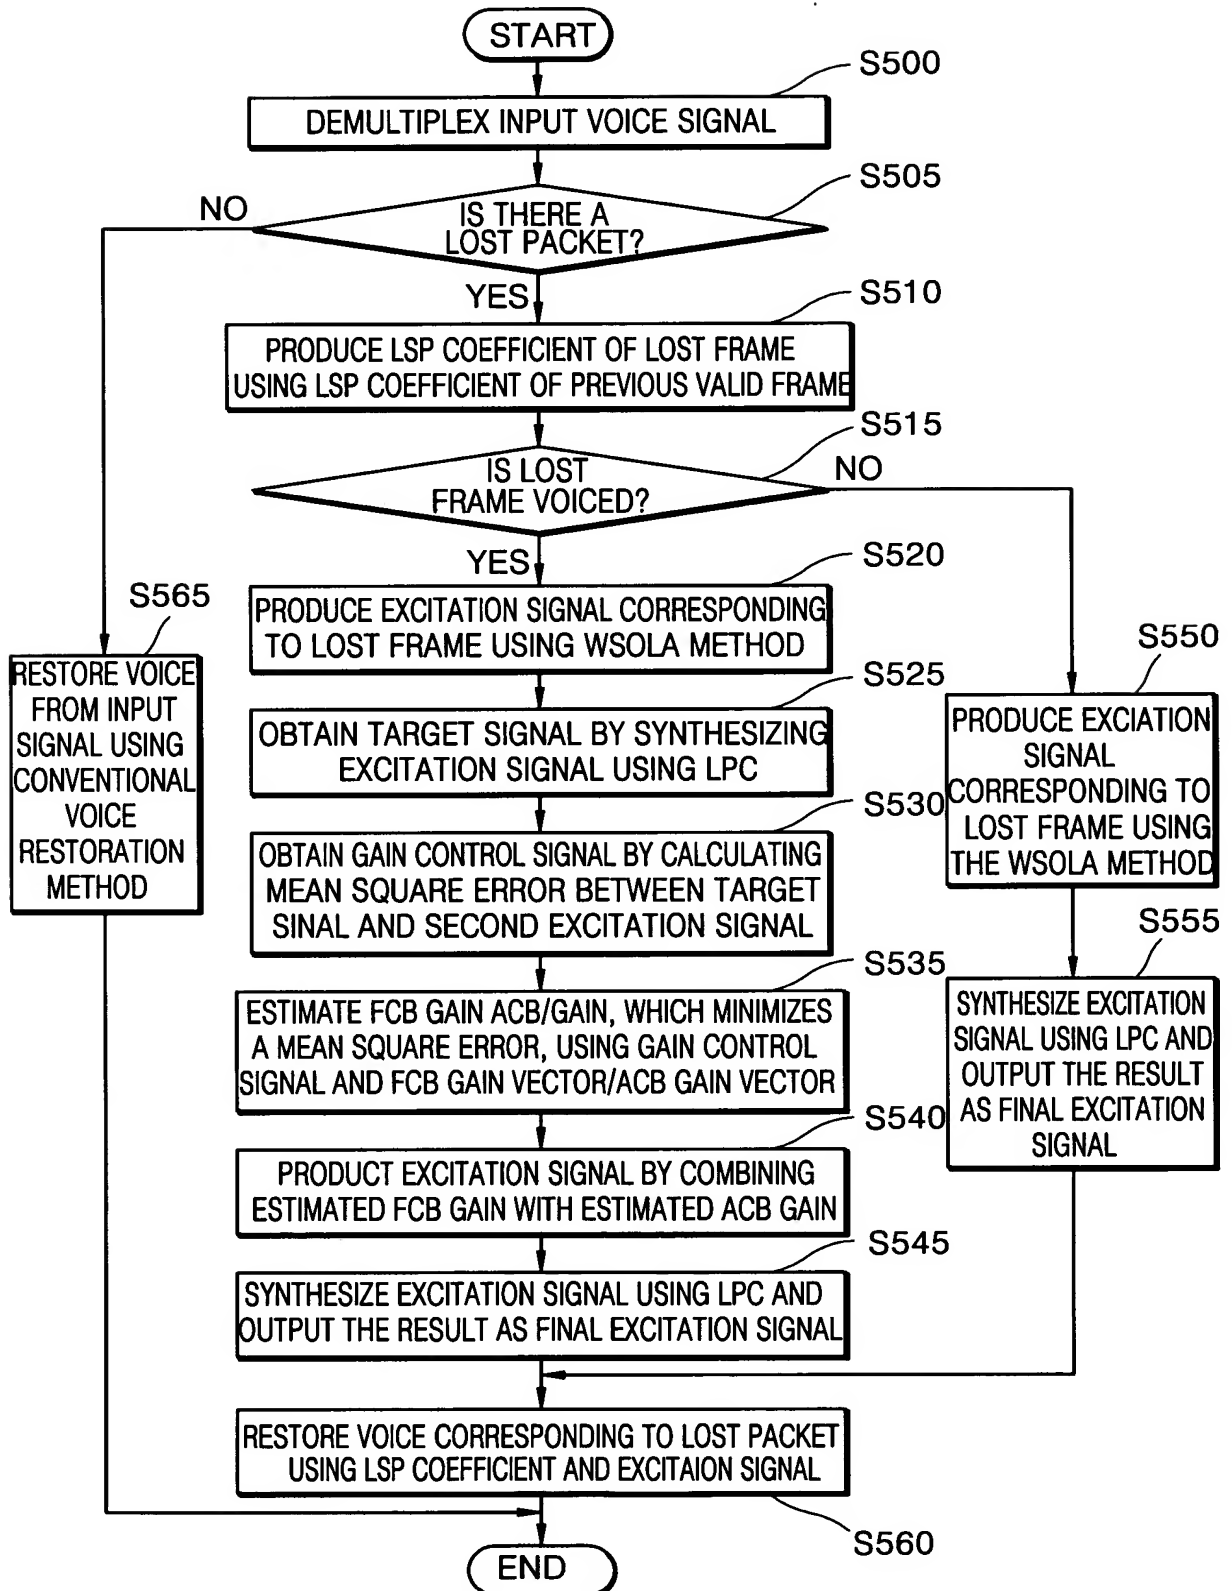 START
S500
DEMULTIPLEX INPUT VOICE SIGNAL
S505
NO
IS THERE A
LOST PACKET?
YES
S510
PRODUCE LSP COEFFICIENT OF LOST FRAME
USING LSP COEFFICIENT OF PREVIOUS VALID FRAME
S515
IS LOST
FRAME VOICED?
NO
YES
S520
PRODUCE EXCITATION SIGNAL CORRESPONDING
TO LOST FRAME USING WSOLA METHOD
S525
OBTAIN TARGET SIGNAL BY SYNTHESIZING
EXCITATION SIGNAL USING LPC
S530
OBTAIN GAIN CONTROL SIGNAL BY CALCULATING
MEAN SQUARE ERROR BETWEEN TARGET
SINAL AND SECOND EXCITATION SIGNAL
S535
ESTIMATE FCB GAIN ACB/GAIN, WHICH MINIMIZES
A MEAN SQUARE ERROR, USING GAIN CONTROL
SIGNAL AND FCB GAIN VECTOR/ACB GAIN VECTOR
S540
PRODUCT EXCITATION SIGNAL BY COMBINING
ESTIMATED FCB GAIN WITH ESTIMATED ACB GAIN
S545
SYNTHESIZE EXCITATION SIGNAL USING LPC AND
OUTPUT THE RESULT AS FINAL EXCITATION SIGNAL
S550
PRODUCE EXCIATION
SIGNAL
CORRESPONDING TO
LOST FRAME USING
THE WSOLA METHOD
S555
SYNTHESIZE EXCITATION
SIGNAL USING LPC AND
OUTPUT THE RESULT
AS FINAL EXCITATION
SIGNAL
S565
RESTORE VOICE
FROM INPUT
SIGNAL USING
CONVENTIONAL
VOICE
RESTORATION
METHOD
RESTORE VOICE CORRESPONDING TO LOST PACKET
USING LSP COEFFICIENT AND EXCITAION SIGNAL
S560
END